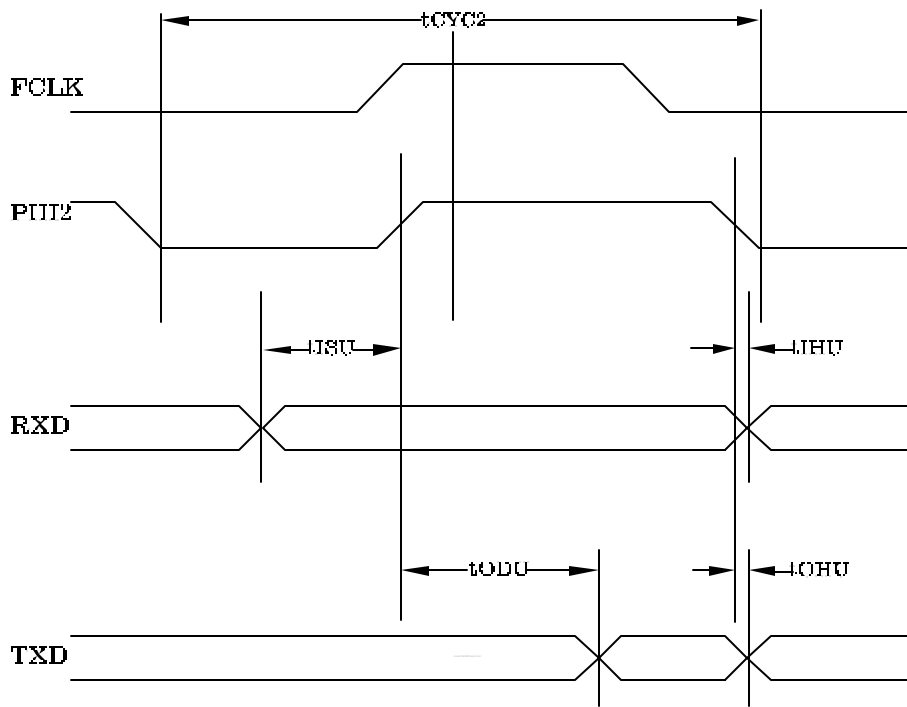 tCYC2
FCLK
PHI2
tISU
tIHU
RXD
tODU
tOHU
TXD